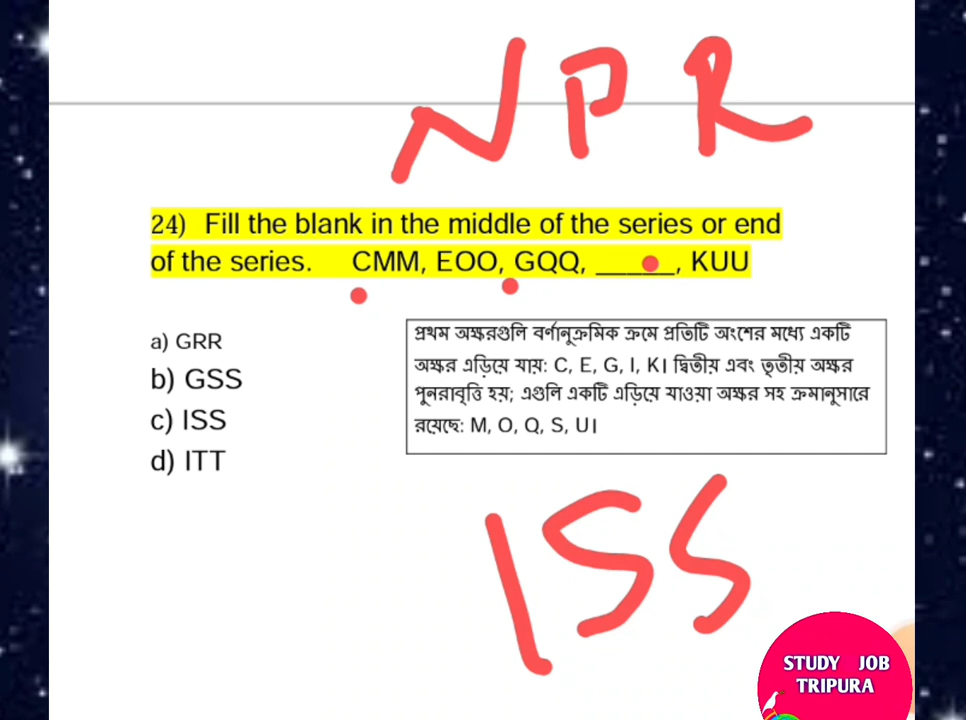 NPR
24) Fill the blank in the middle of the series or end
of the series. CMM, EOO, GQQ, _____, KUU
a) GRR
b) GSS
c) ISS
d) ITT
প্রথম অক্ষরগুলি বর্ণানুক্রমিক ক্রমে প্রতিটি অংশের মধ্যে একটি
অক্ষর এড়িয়ে যায়: C, E, G, I, K। দ্বিতীয় এবং তৃতীয় অক্ষর
পুনরাবৃত্তি হয়; এগুলি একটি এড়িয়ে যাওয়া অক্ষর সহ ক্রমানুসারে
রয়েছে: M, O, Q, S, U।
ISS
STUDY JOB
TRIPURA